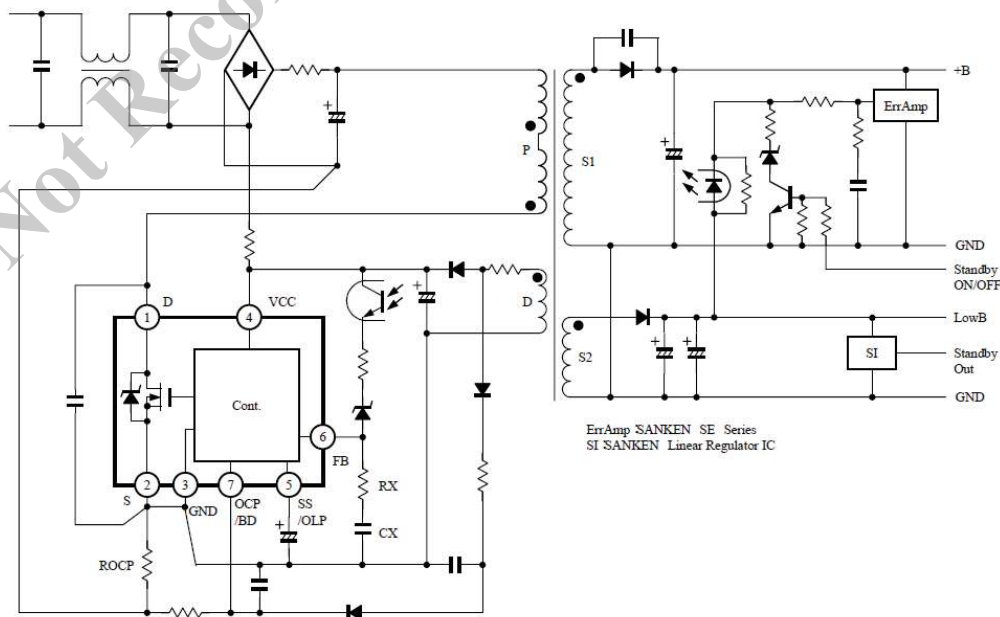 Not Reco
+B
ErrAmp
P
S1
GND
Standby
ON/OFF
D
VCC
D
LowB
1
4
S2
SI
Standby
Out
Cont.
GND
ErrAmp :SANKEN SE Series
SI :SANKEN Linear Regulator IC
6
FB
RX
2
3
7
5
S
GND
OCP
/BD
SS
/OLP
CX
ROCP